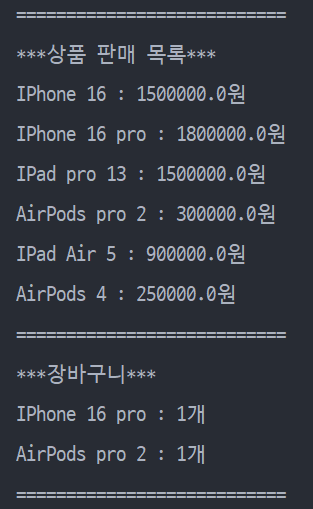 ===========================
***상품 판매 목록***
IPhone 16 : 1500000.0원
IPhone 16 pro : 1800000.0원
IPad pro 13 : 1500000.0원
AirPods pro 2 : 300000.0원
IPad Air 5 : 900000.0원
AirPods 4 : 250000.0원
===========================
***장바구니***
IPhone 16 pro : 1개
AirPods pro 2 : 1개
===========================